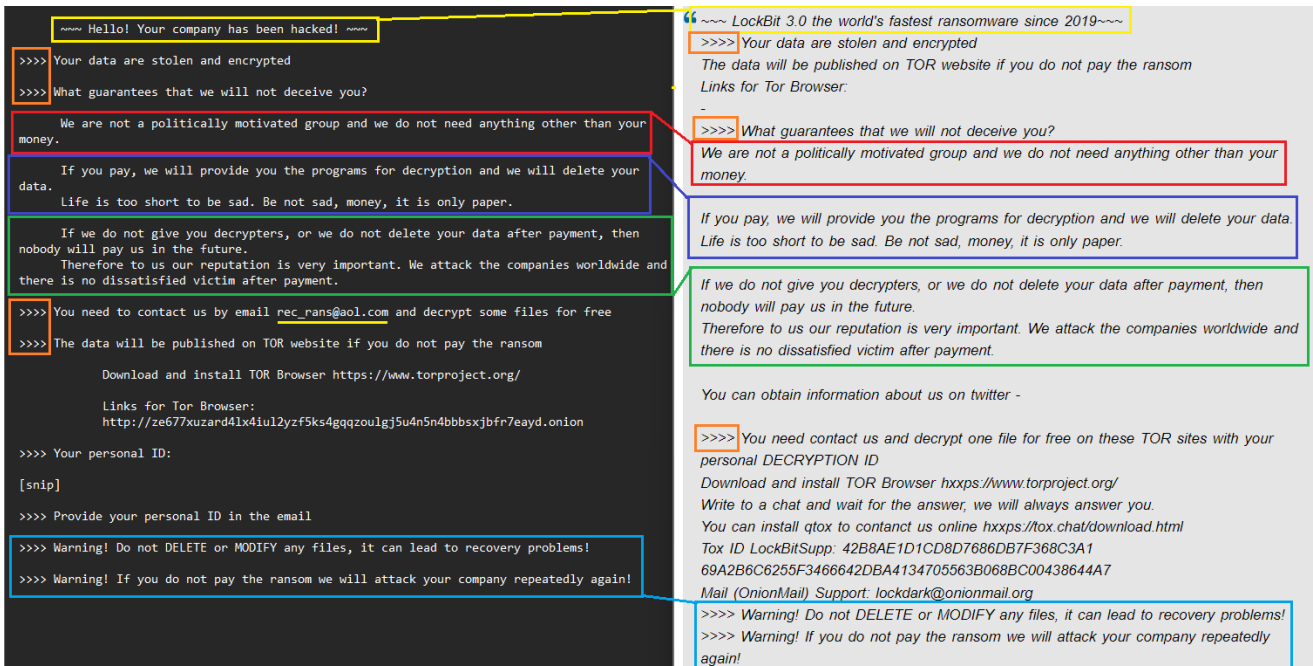 ~~~ Hello! Your company has been hacked! ~~~
>>>> Your data are stolen and encrypted
>>>> What guarantees that we will not deceive you?
We are not a politically motivated group and we do not need anything other than your
money.
If you pay, we will provide you the programs for decryption and we will delete your
data.
Life is too short to be sad. Be not sad, money, it is only paper.
If we do not give you decrypters, or we do not delete your data after payment, then
nobody will pay us in the future.
Therefore to us our reputation is very important. We attack the companies worldwide and
there is no dissatisfied victim after payment.
>>>> You need to contact us by email rec_rans@aol.com and decrypt some files for free
>>>> The data will be published on TOR website if you do not pay the ransom
Download and install TOR Browser https://www.torproject.org/
Links for Tor Browser:
http://ze677xuzard4lx4iul2yzf5ks4gqqzoulgj5u4n5n4bbbsxjbfr7eayd.onion
>>>> Your personal ID:
[snip]
>>>> Provide your personal ID in the email
>>>> Warning! Do not DELETE or MODIFY any files, it can lead to recovery problems!
>>>> Warning! If you do not pay the ransom we will attack your company repeatedly again!
“ ~~~ LockBit 3.0 the world's fastest ransomware since 2019~~~
>>>> Your data are stolen and encrypted
The data will be published on TOR website if you do not pay the ransom
Links for Tor Browser:
-
>>>> What guarantees that we will not deceive you?
We are not a politically motivated group and we do not need anything other than your
money.
If you pay, we will provide you the programs for decryption and we will delete your data.
Life is too short to be sad. Be not sad, money, it is only paper.
If we do not give you decrypters, or we do not delete your data after payment, then
nobody will pay us in the future.
Therefore to us our reputation is very important. We attack the companies worldwide and
there is no dissatisfied victim after payment.
You can obtain information about us on twitter -
>>>> You need contact us and decrypt one file for free on these TOR sites with your
personal DECRYPTION ID
Download and install TOR Browser hxxps://www.torproject.org/
Write to a chat and wait for the answer, we will always answer you.
You can install qtox to contanct us online hxxps://tox.chat/download.html
Tox ID LockBitSupp: 42B8AE1D1CD8D7686DB7F368C3A1
69A2B6C6255F3466642DBA4134705563B068BC00438644A7
Mail (OnionMail) Support: lockdark@onionmail.org
>>>> Warning! Do not DELETE or MODIFY any files, it can lead to recovery problems!
>>>> Warning! If you do not pay the ransom we will attack your company repeatedly
again!